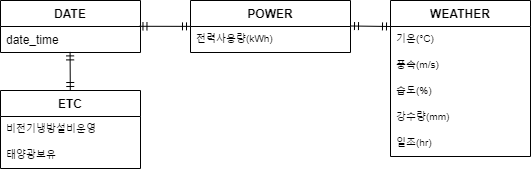 DATE
date_time
POWER
전력사용량(kWh)
WEATHER
기온(°C)
풍속(m/s)
습도(%)
강수량(mm)
일조(hr)
ETC
비전기냉방설비운영
태양광보유